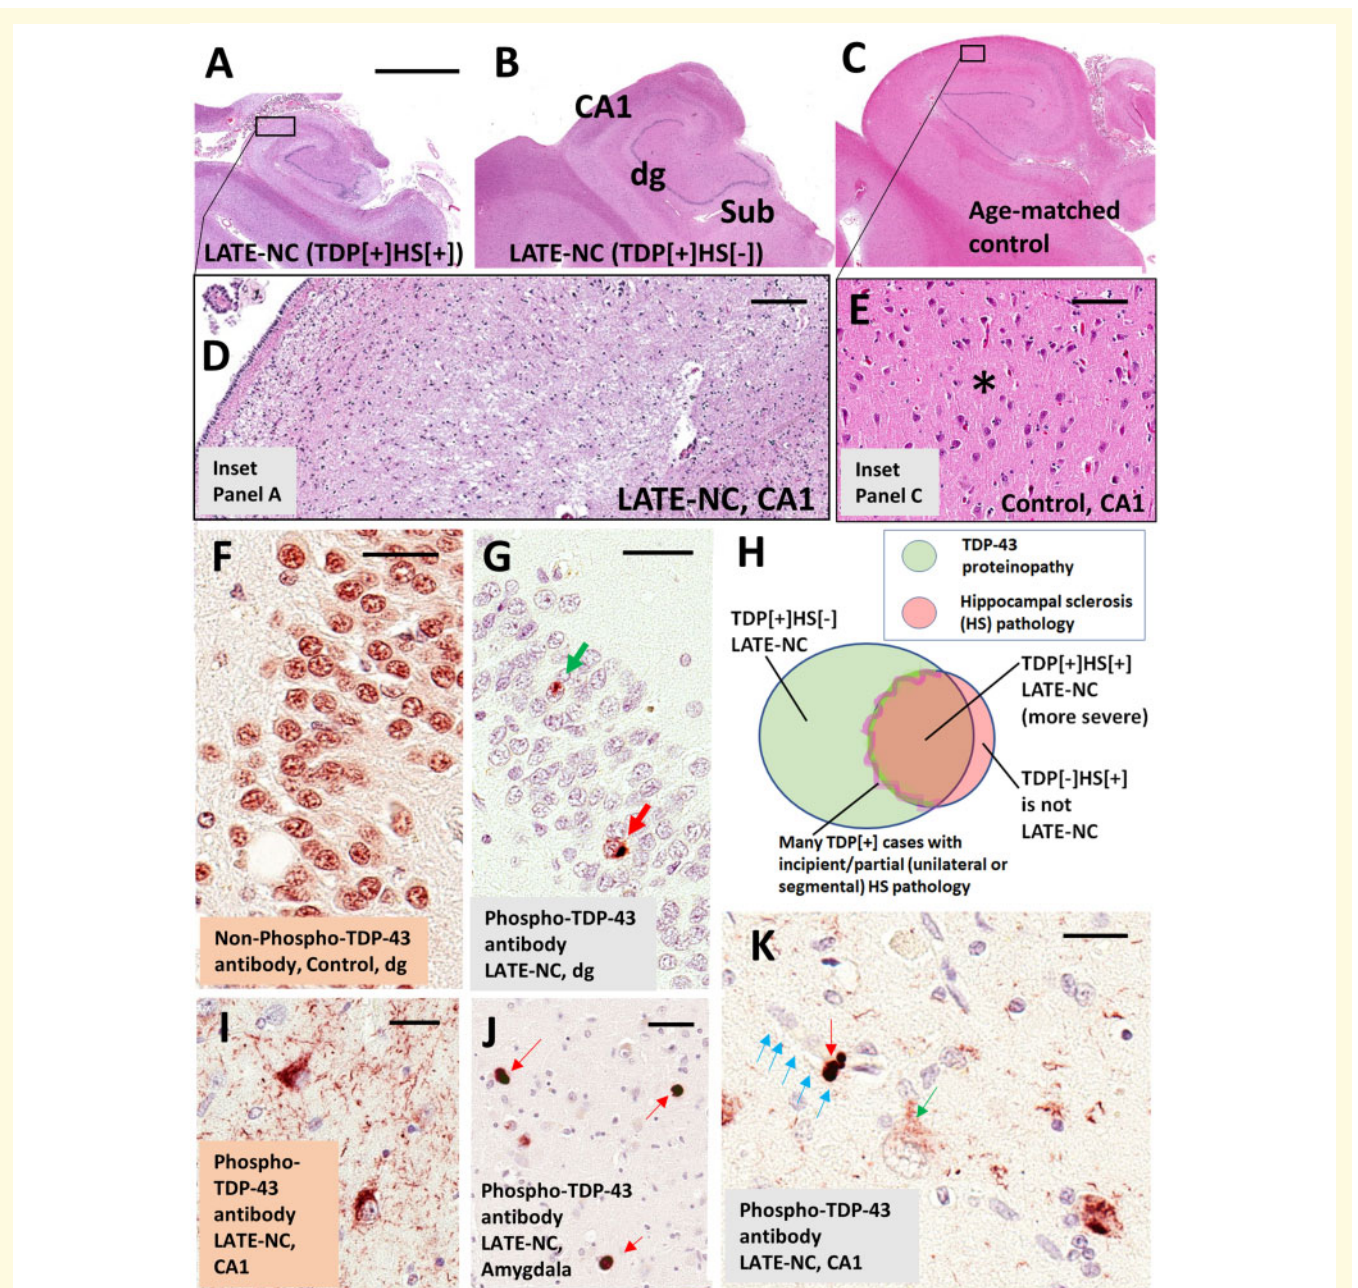 A
B
C
CA1
dg
Sub
LATE-NC (TDP[+]HS[+])
LATE-NC (TDP[+]HS[-])
Age-matched
control
D
Inset
Panel A
LATE-NC, CA1
E
*
Inset
Panel C
Control, CA1
F
Non-Phospho-TDP-43
antibody, Control, dg
G
Phospho-TDP-43
antibody
LATE-NC, dg
H
TDP-43
proteinopathy
Hippocampal sclerosis
(HS) pathology
TDP[+]HS[-]
LATE-NC
TDP[+]HS[+]
LATE-NC
(more severe)
TDP[-]HS[+]
is not
LATE-NC
Many TDP[+] cases with
incipient/partial (unilateral or
segmental) HS pathology
I
Phospho-
TDP-43
antibody
LATE-NC,
CA1
J
Phospho-TDP-43
antibody
LATE-NC,
Amygdala
K
Phospho-TDP-43
antibody
LATE-NC, CA1